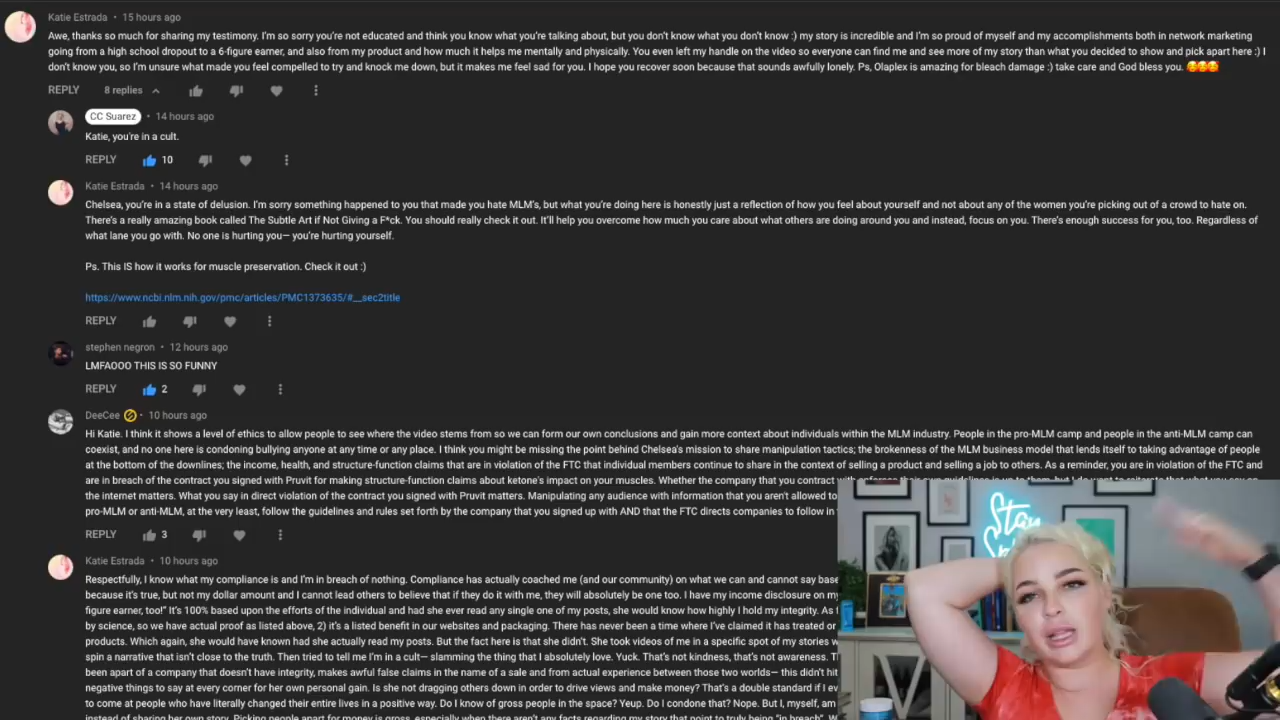 Katie Estrada • 15 hours ago
Awe, thanks so much for sharing my testimony. I'm so sorry you're not educated and think you know what you're talking about, but you don't know what you don't know :) my story is incredible and I'm so proud of myself and my accomplishments both in network marketing
going from a high school dropout to a 6-figure earner, and also from my product and how much it helps me mentally and physically. You even left my handle on the video so everyone can find me and see more of my story than what you decided to show and pick apart here :) I
don't know you, so I'm unsure what made you feel compelled to try and knock me down, but it makes me feel sad for you. I hope you recover soon because that sounds awfully lonely. Ps, Olaplex is amazing for bleach damage :) take care and God bless you. 🥰🥰🥰
REPLY 8 replies
CC Suarez • 14 hours ago
Katie, you're in a cult.
REPLY 10
Katie Estrada • 14 hours ago
Chelsea, you're in a state of delusion. I'm sorry something happened to you that made you hate MLM's, but what you're doing here is honestly just a reflection of how you feel about yourself and not about any of the women you're picking out of a crowd to hate on.
There's a really amazing book called The Subtle Art if Not Giving a F*ck. You should really check it out. It'll help you overcome how much you care about what others are doing around you and instead, focus on you. There's enough success for you, too. Regardless of
what lane you go with. No one is hurting you— you're hurting yourself.
Ps. This IS how it works for muscle preservation. Check it out :)
https://www.ncbi.nlm.nih.gov/pmc/articles/PMC1373635/#__sec2title
REPLY
stephen negron • 12 hours ago
LMFAOOO THIS IS SO FUNNY
REPLY 2
DeeCee • 10 hours ago
Hi Katie. I think it shows a level of ethics to allow people to see where the video stems from so we can form our own conclusions and gain more context about individuals within the MLM industry. People in the pro-MLM camp and people in the anti-MLM camp can
coexist, and no one here is condoning bullying anyone at any time or any place. I think you might be missing the point behind Chelsea's mission to share manipulation tactics; the brokenness of the MLM business model that lends itself to taking advantage of people
at the bottom of the downlines; the income, health, and structure-function claims that are in violation of the FTC that individual members continue to share in the context of selling a product and selling a job to others. As a reminder, you are in violation of the FTC and
are in breach of the contract you signed with Pruvit for making structure-function claims about ketone's impact on your muscles. Whether the company that you contract
the internet matters. What you say in direct violation of the contract you signed with Pruvit matters. Manipulating any audience with information that you aren't allowed to
pro-MLM or anti-MLM, at the very least, follow the guidelines and rules set forth by the company that you signed up with AND that the FTC directs companies to follow in
REPLY 3
Katie Estrada • 10 hours ago
Respectfully, I know what my compliance is and I'm in breach of nothing. Compliance has actually coached me (and our community) on what we can and cannot say base
because it's true, but not my dollar amount and I cannot lead others to believe that if they do it with me, they will absolutely be one too. I have my income disclosure on my
figure earner, too!" It's 100% based upon the efforts of the individual and had she ever read any single one of my posts, she would know how highly I hold my integrity. As f
by science, so we have actual proof as listed above, 2) it's a listed benefit in our websites and packaging. There has never been a time where I've claimed it has treated or
products. Which again, she would have known had she actually read my posts. But the fact here is that she didn't. She took videos of me in a specific spot of my stories w
spin a narrative that isn't close to the truth. Then tried to tell me I'm in a cult— slamming the thing that I absolutely love. Yuck. That's not kindness, that's not awareness. T
been apart of a company that doesn't have integrity, makes awful false claims in the name of a sale and from actual experience between those two worlds— this didn't hit
negative things to say at every corner for her own personal gain. Is she not dragging others down in order to drive views and make money? That's a double standard if I ev
to come at people who have literally changed their entire lives in a positive way. Do I know of gross people in the space? Yeup. Do I condone that? Nope. But I, myself, am
instead of sharing her own story. Picking people apart for money is gross, especially when there aren't any facts regarding my story that point to truly being "in breach". W
Stay